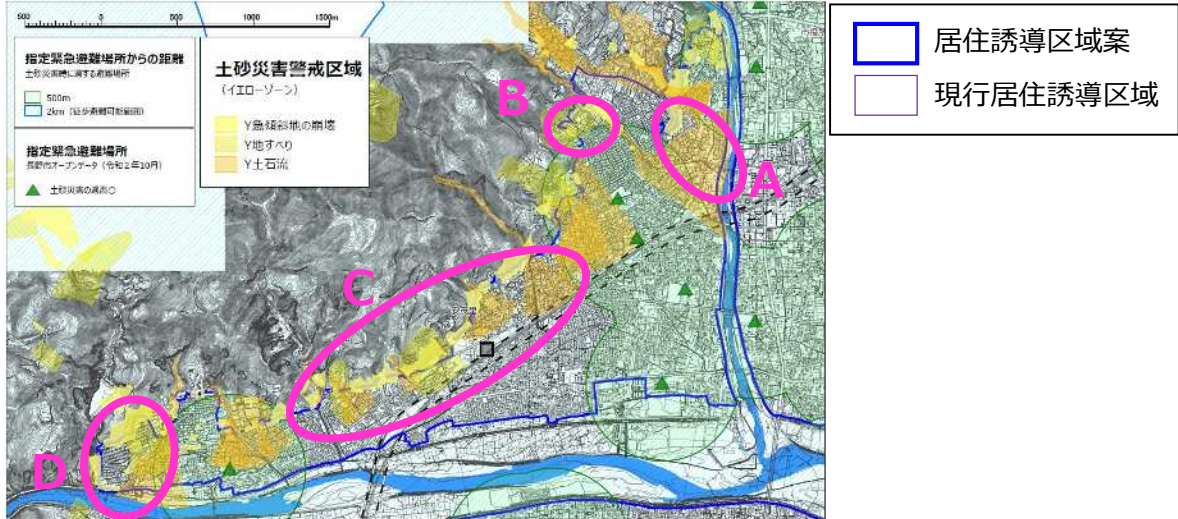 500 0 500 1000 1500m
指定緊急避難場所からの距離
土砂災害時に適する避難場所
500m
2km（徒歩避難可能範囲）
指定緊急避難場所
長野市オープンデータ（令和２年10月）
土砂災害の適否○
土砂災害警戒区域
（イエローゾーン）
Y急傾斜地の崩壊
Y地すべり
Y土石流
居住誘導区域案
現行居住誘導区域
B
A
C
D